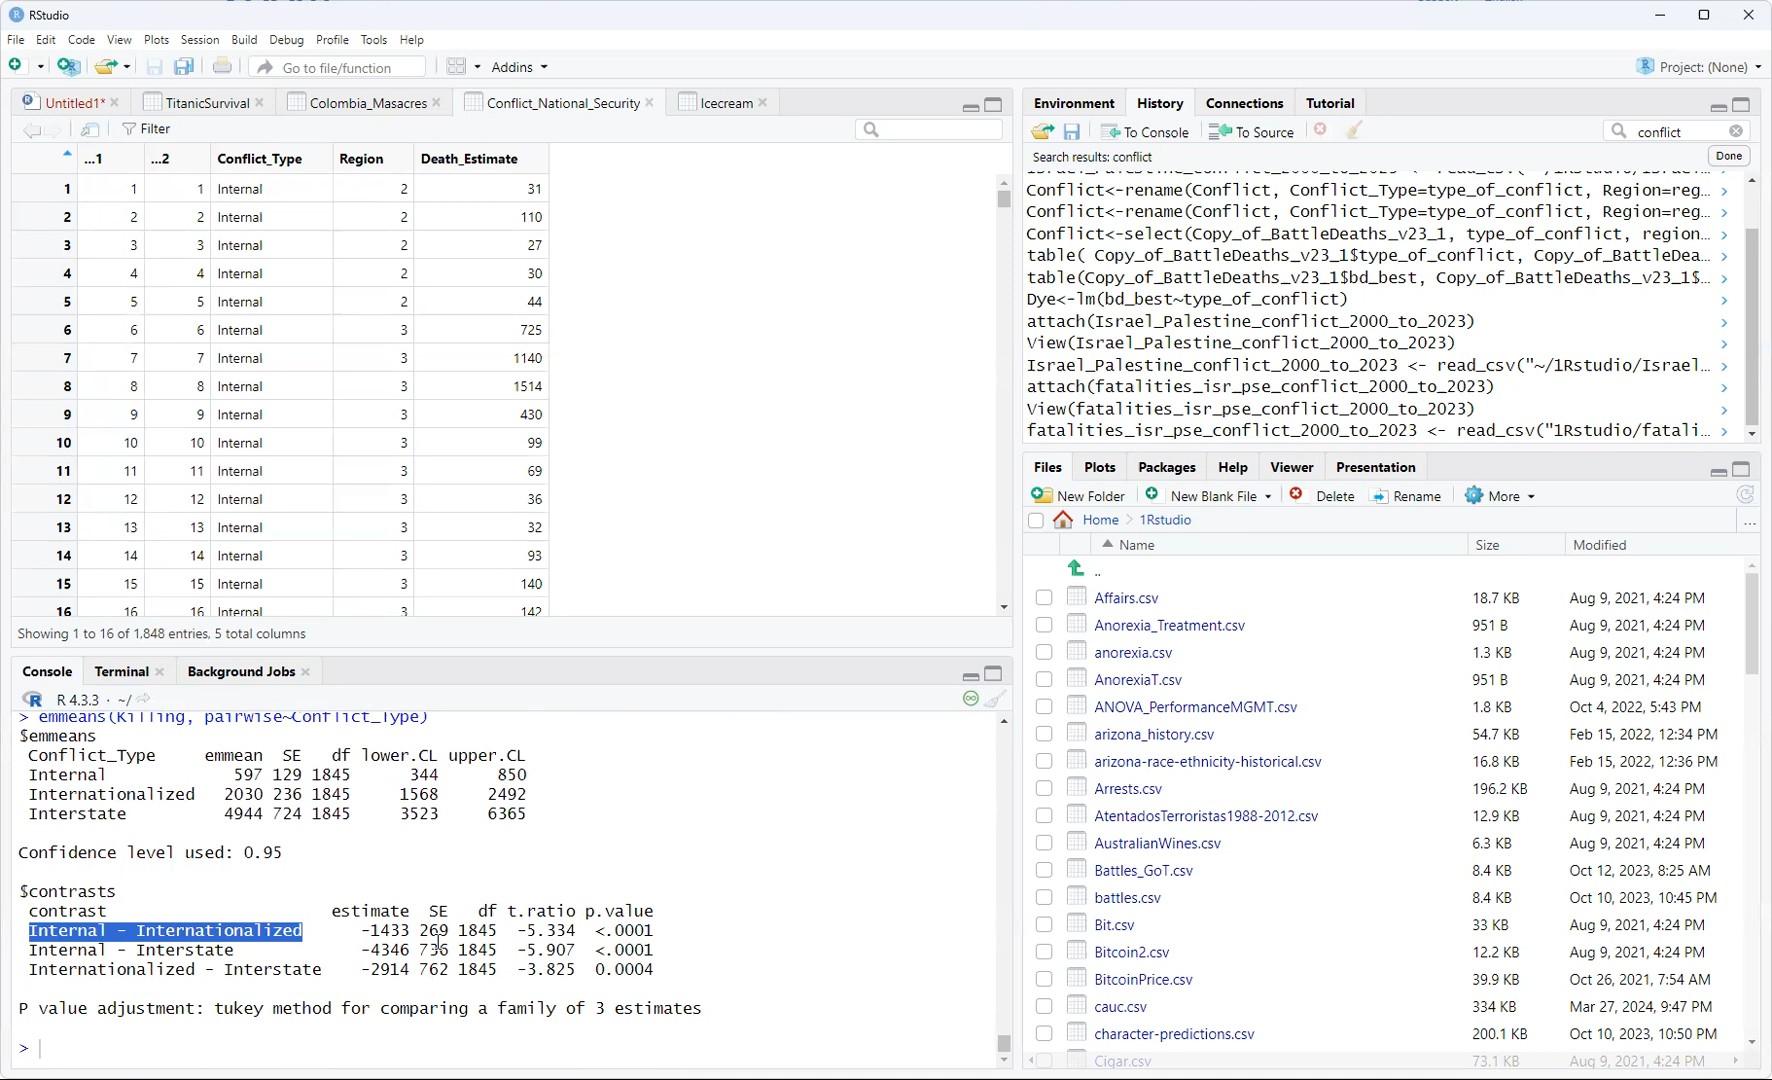 RStudio
File Edit Code View Plots Session Build Debug Profile Tools Help
Go to file/function Addins Project: (None)
Untitled1* TitanicSurvival Colombia_Masacres Conflict_National_Security Icecream
Filter
...1 ...2 Conflict_Type Region Death_Estimate
1 1 1 Internal 2 31
2 2 2 Internal 2 110
3 3 3 Internal 2 27
4 4 4 Internal 2 30
5 5 5 Internal 2 44
6 6 6 Internal 3 725
7 7 7 Internal 3 1140
8 8 8 Internal 3 1514
9 9 9 Internal 3 430
10 10 10 Internal 3 99
11 11 11 Internal 3 69
12 12 12 Internal 3 36
13 13 13 Internal 3 32
14 14 14 Internal 3 93
15 15 15 Internal 3 140
16 16 16 Internal 3 142
Showing 1 to 16 of 1,848 entries, 5 total columns
Console Terminal Background Jobs
R 4.3.3 · ~/
> emmeans(Killing, pairwise~Conflict_Type)
$emmeans
Conflict_Type emmean SE df lower.CL upper.CL
Internal 597 129 1845 344 850
Internationalized 2030 236 1845 1568 2492
Interstate 4944 724 1845 3523 6365
Confidence level used: 0.95
$contrasts
contrast estimate SE df t.ratio p.value
Internal - Internationalized -1433 269 1845 -5.334 <.0001
Internal - Interstate -4346 736 1845 -5.907 <.0001
Internationalized - Interstate -2914 762 1845 -3.825 0.0004
P value adjustment: tukey method for comparing a family of 3 estimates
>
Environment History Connections Tutorial
To Console To Source conflict
Search results: conflict Done
Conflict<-rename(Conflict, Conflict_Type=type_of_conflict, Region=reg...
Conflict<-rename(Conflict, Conflict_Type=type_of_conflict, Region=reg...
Conflict<-select(Copy_of_BattleDeaths_v23_1, type_of_conflict, region...
table( Copy_of_BattleDeaths_v23_1$type_of_conflict, Copy_of_BattleDea...
table(Copy_of_BattleDeaths_v23_1$bd_best, Copy_of_BattleDeaths_v23_1$...
Dye<-lm(bd_best~type_of_conflict)
attach(Israel_Palestine_conflict_2000_to_2023)
View(Israel_Palestine_conflict_2000_to_2023)
Israel_Palestine_conflict_2000_to_2023 <- read_csv("~/1Rstudio/Israel...
attach(fatalities_isr_pse_conflict_2000_to_2023)
View(fatalities_isr_pse_conflict_2000_to_2023)
fatalities_isr_pse_conflict_2000_to_2023 <- read_csv("1Rstudio/fatali...
Files Plots Packages Help Viewer Presentation
New Folder New Blank File Delete Rename More
Home 1Rstudio ...
Name Size Modified
..
Affairs.csv 18.7 KB Aug 9, 2021, 4:24 PM
Anorexia_Treatment.csv 951 B Aug 9, 2021, 4:24 PM
anorexia.csv 1.3 KB Aug 9, 2021, 4:24 PM
AnorexiaT.csv 951 B Aug 9, 2021, 4:24 PM
ANOVA_PerformanceMGMT.csv 1.8 KB Oct 4, 2022, 5:43 PM
arizona_history.csv 54.7 KB Feb 15, 2022, 12:34 PM
arizona-race-ethnicity-historical.csv 16.8 KB Feb 15, 2022, 12:36 PM
Arrests.csv 196.2 KB Aug 9, 2021, 4:24 PM
AtentadosTerroristas1988-2012.csv 12.9 KB Aug 9, 2021, 4:24 PM
AustralianWines.csv 6.3 KB Aug 9, 2021, 4:24 PM
Battles_GoT.csv 8.4 KB Oct 12, 2023, 8:25 AM
battles.csv 8.4 KB Oct 10, 2023, 10:45 PM
Bit.csv 33 KB Aug 9, 2021, 4:24 PM
Bitcoin2.csv 12.2 KB Aug 9, 2021, 4:24 PM
BitcoinPrice.csv 39.9 KB Oct 26, 2021, 7:54 AM
cauc.csv 334 KB Mar 27, 2024, 9:47 PM
character-predictions.csv 200.1 KB Oct 10, 2023, 10:50 PM
Cigar.csv 73.1 KB Aug 9, 2021, 4:24 PM